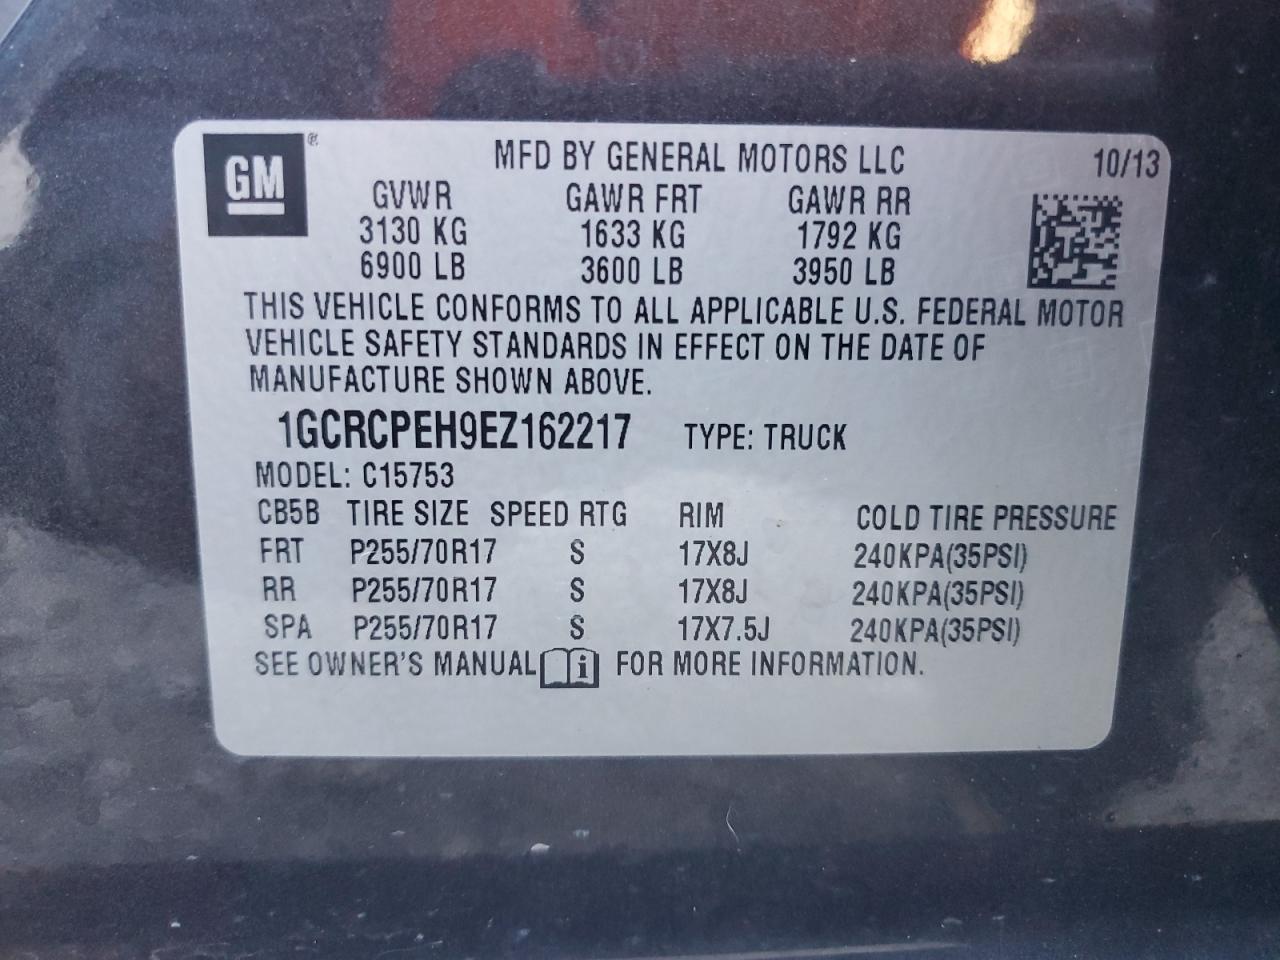 GM ®
MFD BY GENERAL MOTORS LLC 10/13
GVWR GAWR FRT GAWR RR
3130 KG 1633 KG 1792 KG
6900 LB 3600 LB 3950 LB
THIS VEHICLE CONFORMS TO ALL APPLICABLE U.S. FEDERAL MOTOR
VEHICLE SAFETY STANDARDS IN EFFECT ON THE DATE OF
MANUFACTURE SHOWN ABOVE.
1GCRCPEH9EZ162217 TYPE: TRUCK
MODEL: C15753
CB5B TIRE SIZE SPEED RTG RIM COLD TIRE PRESSURE
FRT P255/70R17 S 17X8J 240KPA(35PSI)
RR P255/70R17 S 17X8J 240KPA(35PSI)
SPA P255/70R17 S 17X7.5J 240KPA(35PSI)
SEE OWNER'S MANUAL i FOR MORE INFORMATION.